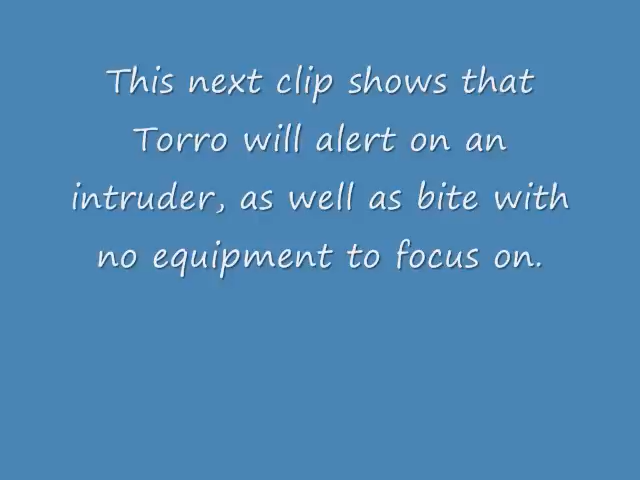 This next clip shows that
Torro will alert on an
intruder, as well as bite with
no equipment to focus on.